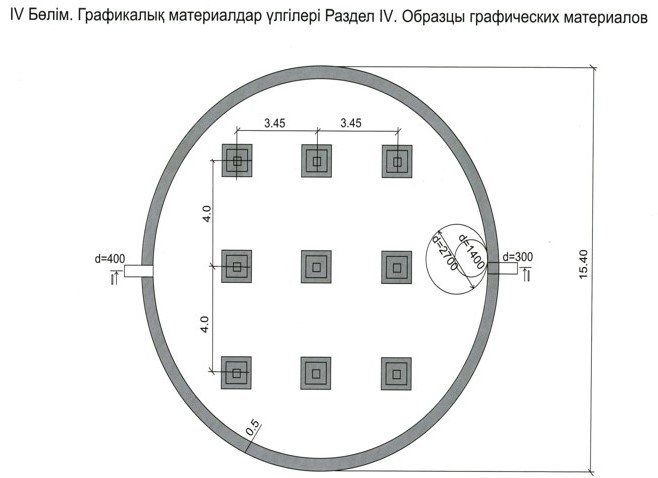 IV Бөлім. Графикалық материалдар үлгілері Раздел IV. Образцы графических материалов
3.45 3.45
4.0
d=400
I
d=2700
d=1400
d=300
I
15.40
4.0
0.5